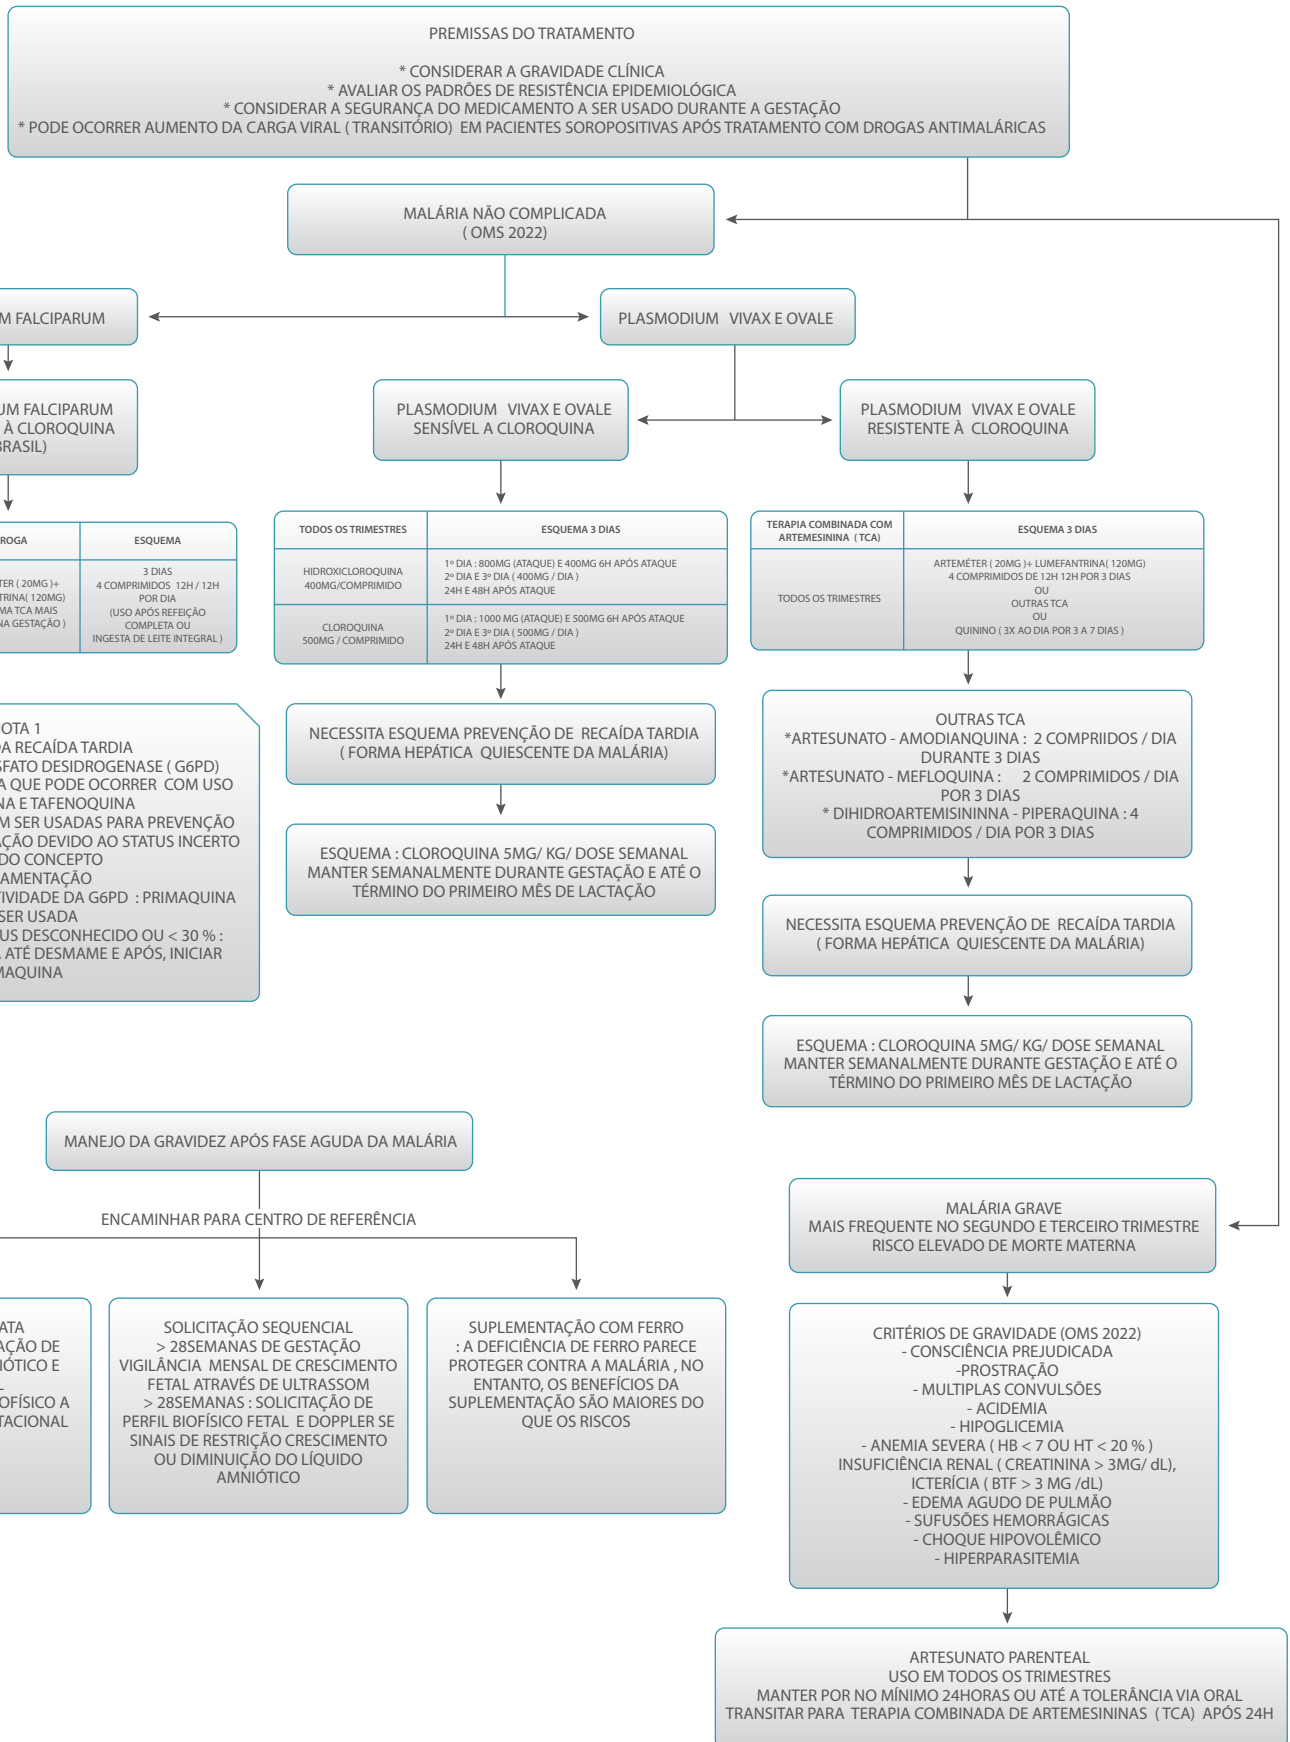 PREMISSAS DO TRATAMENTO
* CONSIDERAR A GRAVIDADE CLÍNICA
* AVALIAR OS PADRÕES DE RESISTÊNCIA EPIDEMIOLÓGICA
* CONSIDERAR A SEGURANÇA DO MEDICAMENTO A SER USADO DURANTE A GESTAÇÃO
* PODE OCORRER AUMENTO DA CARGA VIRAL ( TRANSITÓRIO) EM PACIENTES SOROPOSITIVAS APÓS TRATAMENTO COM DROGAS ANTIMALÁRICAS
MALÁRIA NÃO COMPLICADA
( OMS 2022)
M FALCIPARUM
PLASMODIUM VIVAX E OVALE
UM FALCIPARUM
À CLOROQUINA
BRASIL)
PLASMODIUM VIVAX E OVALE
SENSÍVEL A CLOROQUINA
PLASMODIUM VIVAX E OVALE
RESISTENTE À CLOROQUINA
ROGA
ESQUEMA
TER ( 20MG )+
TRINA( 120MG)
MA TCA MAIS
NA GESTAÇÃO )
3 DIAS
4 COMPRIMIDOS 12H / 12H
POR DIA
(USO APÓS REFEIÇÃO
COMPLETA OU
INGESTA DE LEITE INTEGRAL )
TODOS OS TRIMESTRES
ESQUEMA 3 DIAS
HIDROXICLOROQUINA
400MG/COMPRIMIDO
1º DIA : 800MG (ATAQUE) E 400MG 6H APÓS ATAQUE
2º DIA E 3º DIA ( 400MG / DIA )
24H E 48H APÓS ATAQUE
CLOROQUINA
500MG / COMPRIMIDO
1º DIA : 1000 MG (ATAQUE) E 500MG 6H APÓS ATAQUE
2º DIA E 3º DIA ( 500MG / DIA )
24H E 48H APÓS ATAQUE
TERAPIA COMBINADA COM
ARTEMESININA ( TCA)
ESQUEMA 3 DIAS
TODOS OS TRIMESTRES
ARTEMÉTER ( 20MG )+ LUMEFANTRINA( 120MG)
4 COMPRIMIDOS DE 12H 12H POR 3 DIAS
OU
OUTRAS TCA
OU
QUININO ( 3X AO DIA POR 3 A 7 DIAS )
OTA 1
DA RECAÍDA TARDIA
SFATO DESIDROGENASE ( G6PD)
A QUE PODE OCORRER COM USO
NA E TAFENOQUINA
M SER USADAS PARA PREVENÇÃO
AÇÃO DEVIDO AO STATUS INCERTO
DO CONCEPTO
AMENTAÇÃO
TIVIDADE DA G6PD : PRIMAQUINA
SER USADA
US DESCONHECIDO OU < 30 % :
A ATÉ DESMAME E APÓS, INICIAR
MAQUINA
NECESSITA ESQUEMA PREVENÇÃO DE RECAÍDA TARDIA
( FORMA HEPÁTICA QUIESCENTE DA MALÁRIA)
ESQUEMA : CLOROQUINA 5MG/ KG/ DOSE SEMANAL
MANTER SEMANALMENTE DURANTE GESTAÇÃO E ATÉ O
TÉRMINO DO PRIMEIRO MÊS DE LACTAÇÃO
OUTRAS TCA
*ARTESUNATO - AMODIANQUINA : 2 COMPRIIDOS / DIA
DURANTE 3 DIAS
*ARTESUNATO - MEFLOQUINA : 2 COMPRIMIDOS / DIA
POR 3 DIAS
* DIHIDROARTEMISININNA - PIPERAQUINA : 4
COMPRIMIDOS / DIA POR 3 DIAS
NECESSITA ESQUEMA PREVENÇÃO DE RECAÍDA TARDIA
( FORMA HEPÁTICA QUIESCENTE DA MALÁRIA)
ESQUEMA : CLOROQUINA 5MG/ KG/ DOSE SEMANAL
MANTER SEMANALMENTE DURANTE GESTAÇÃO E ATÉ O
TÉRMINO DO PRIMEIRO MÊS DE LACTAÇÃO
MANEJO DA GRAVIDEZ APÓS FASE AGUDA DA MALÁRIA
ENCAMINHAR PARA CENTRO DE REFERÊNCIA
ATA
AÇÃO DE
IÓTICO E
L
OFÍSICO A
TACIONAL
SOLICITAÇÃO SEQUENCIAL
> 28SEMANAS DE GESTAÇÃO
VIGILÂNCIA MENSAL DE CRESCIMENTO
FETAL ATRAVÉS DE ULTRASSOM
> 28SEMANAS : SOLICITAÇÃO DE
PERFIL BIOFÍSICO FETAL E DOPPLER SE
SINAIS DE RESTRIÇÃO CRESCIMENTO
OU DIMINUIÇÃO DO LÍQUIDO
AMNIÓTICO
SUPLEMENTAÇÃO COM FERRO
: A DEFICIÊNCIA DE FERRO PARECE
PROTEGER CONTRA A MALÁRIA , NO
ENTANTO, OS BENEFÍCIOS DA
SUPLEMENTAÇÃO SÃO MAIORES DO
QUE OS RISCOS
MALÁRIA GRAVE
MAIS FREQUENTE NO SEGUNDO E TERCEIRO TRIMESTRE
RISCO ELEVADO DE MORTE MATERNA
CRITÉRIOS DE GRAVIDADE (OMS 2022)
- CONSCIÊNCIA PREJUDICADA
-PROSTRAÇÃO
- MULTIPLAS CONVULSÕES
- ACIDEMIA
- HIPOGLICEMIA
- ANEMIA SEVERA ( HB < 7 OU HT < 20 % )
INSUFICIÊNCIA RENAL ( CREATININA > 3MG/ dL),
ICTERÍCIA ( BTF > 3 MG /dL)
- EDEMA AGUDO DE PULMÃO
- SUFUSÕES HEMORRÁGICAS
- CHOQUE HIPOVOLÊMICO
- HIPERPARASITEMIA
ARTESUNATO PARENTEAL
USO EM TODOS OS TRIMESTRES
MANTER POR NO MÍNIMO 24HORAS OU ATÉ A TOLERÂNCIA VIA ORAL
TRANSITAR PARA TERAPIA COMBINADA DE ARTEMESININAS ( TCA) APÓS 24H